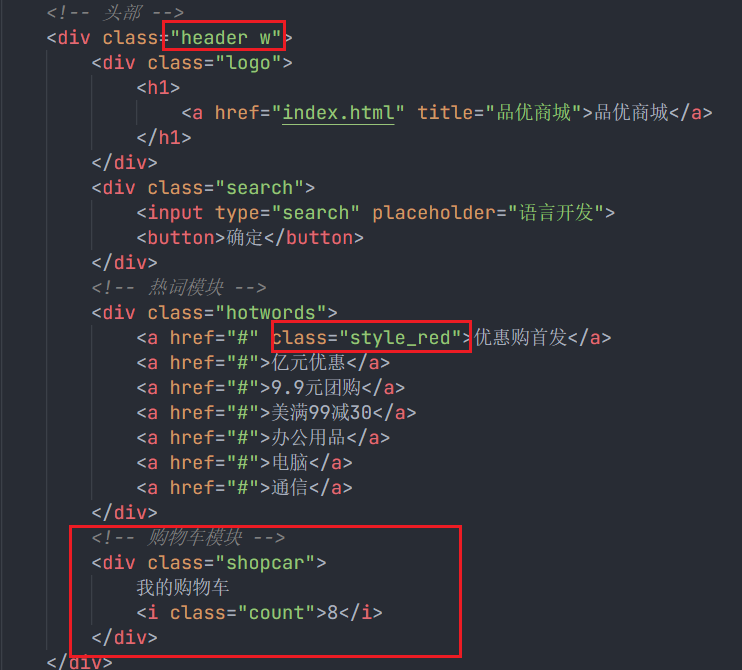 <!-- 头部 -->
<div class="header w">
<div class="logo">
<h1>
<a href="index.html" title="品优商城">品优商城</a>
</h1>
</div>
<div class="search">
<input type="search" placeholder="语言开发">
<button>确定</button>
</div>
<!-- 热词模块 -->
<div class="hotwords">
<a href="#" class="style_red">优惠购首发</a>
<a href="#">亿元优惠</a>
<a href="#">9.9元团购</a>
<a href="#">美满99减30</a>
<a href="#">办公用品</a>
<a href="#">电脑</a>
<a href="#">通信</a>
</div>
<!-- 购物车模块 -->
<div class="shopcar">
我的购物车
<i class="count">8</i>
</div>
</div>